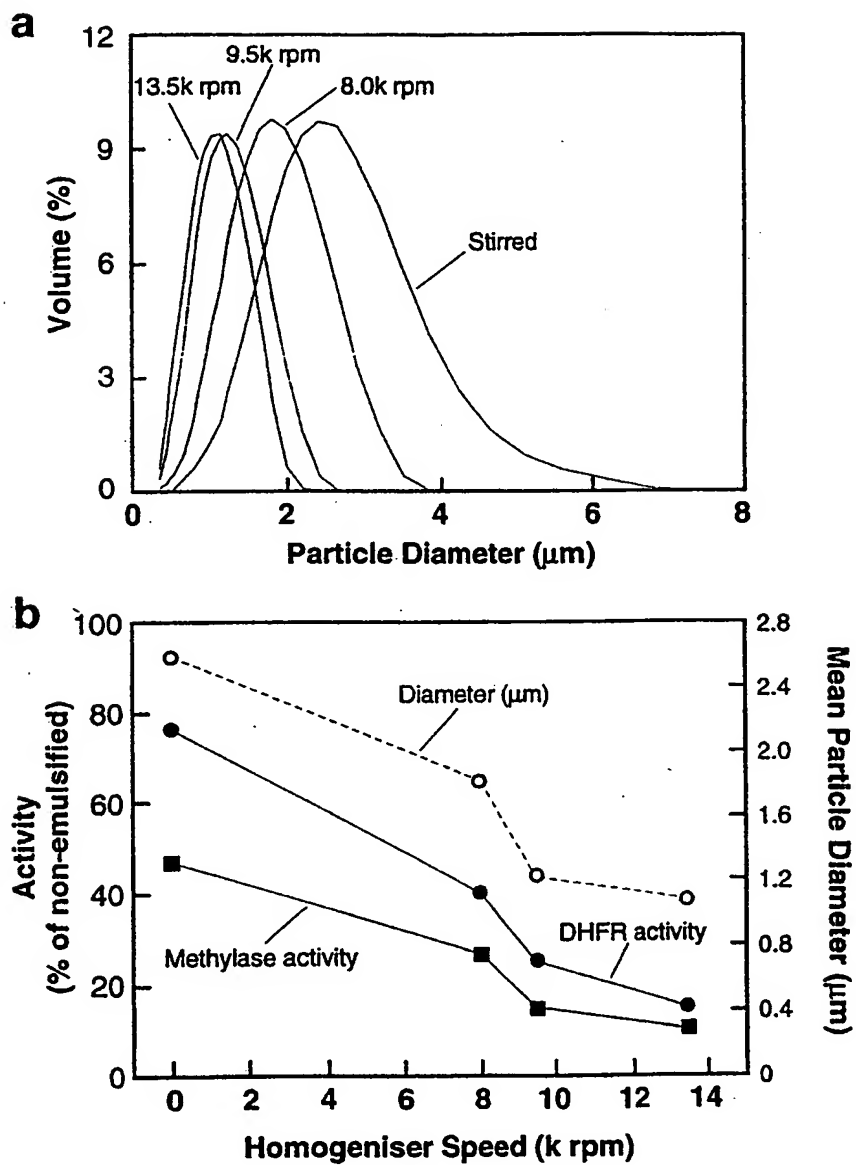 a
12
9
6
3
0
Volume (%)
13.5k rpm
9.5k rpm
8.0k rpm
Stirred
0
2
4
6
8
Particle Diameter (μm)
b
100
80
60
40
20
0
Activity
(% of non-emulsified)
Diameter (μm)
Methylase activity
DHFR activity
2.8
2.4
2.0
1.6
1.2
0.8
0.4
0
Mean Particle
Diameter (μm)
0
2
4
6
8
10
12
14
Homogeniser Speed (k rpm)